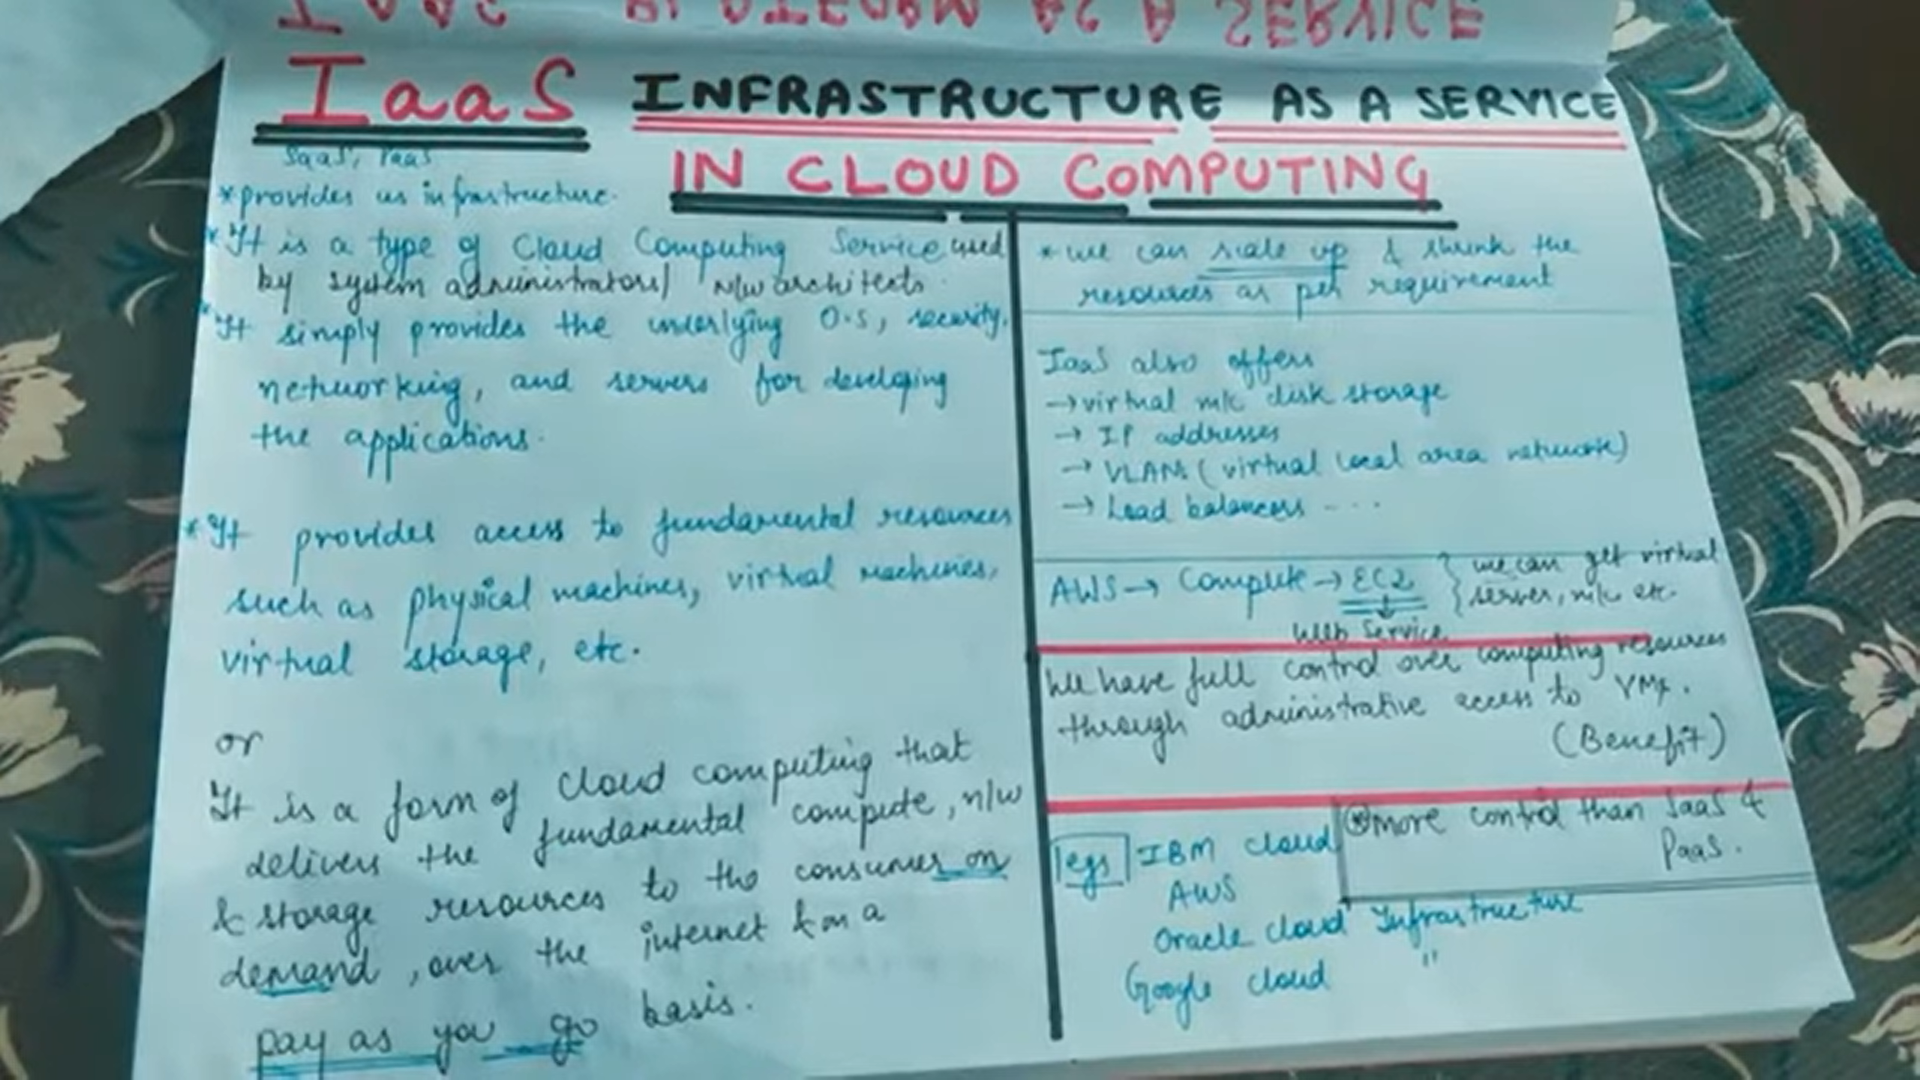 IaaS INFRASTRUCTURE AS A SERVICE
IN CLOUD COMPUTING
SaaS, PaaS
* provides us infrastructure.
* It is a type of Cloud Computing Service used
by system administrators/ n/w architects.
* It simply provides the underlying O.S, security,
networking, and servers for developing
the applications.
* It provides access to fundamental resources
such as physical machines, virtual machines,
virtual storage, etc.
or
It is a form of cloud computing that
delivers the fundamental compute, n/w
& storage resources to the consumers on
demand, over the internet & on a
pay as you go basis.
* we can scale up & shrink the
resources as per requirement
IaaS also offers
→ virtual m/c disk storage
→ IP addresses
→ VLANs (virtual local area network)
→ Load balancers - - -
AWS → Compute → EC2 } we can get virtual
server, m/c etc.
Web Service
We have full control over computing resources
through administrative access to VMs.
(Benefit)
* more control than SaaS &
PaaS.
egs IBM cloud
AWS
Oracle cloud Infrastructure
Google cloud "